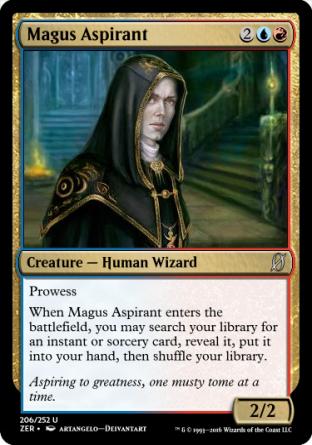 Magus Aspirant 2
Creature — Human Wizard
Prowess
When Magus Aspirant enters the
battlefield, you may search your library for
an instant or sorcery card, reveal it, put it
into your hand, then shuffle your library.
Aspiring to greatness, one musty tome at a
time.
2/2
206/252 U
ZER • ARTANGELO—DEIVANTART ™ & © 1993–2016 Wizards of the Coast LLC